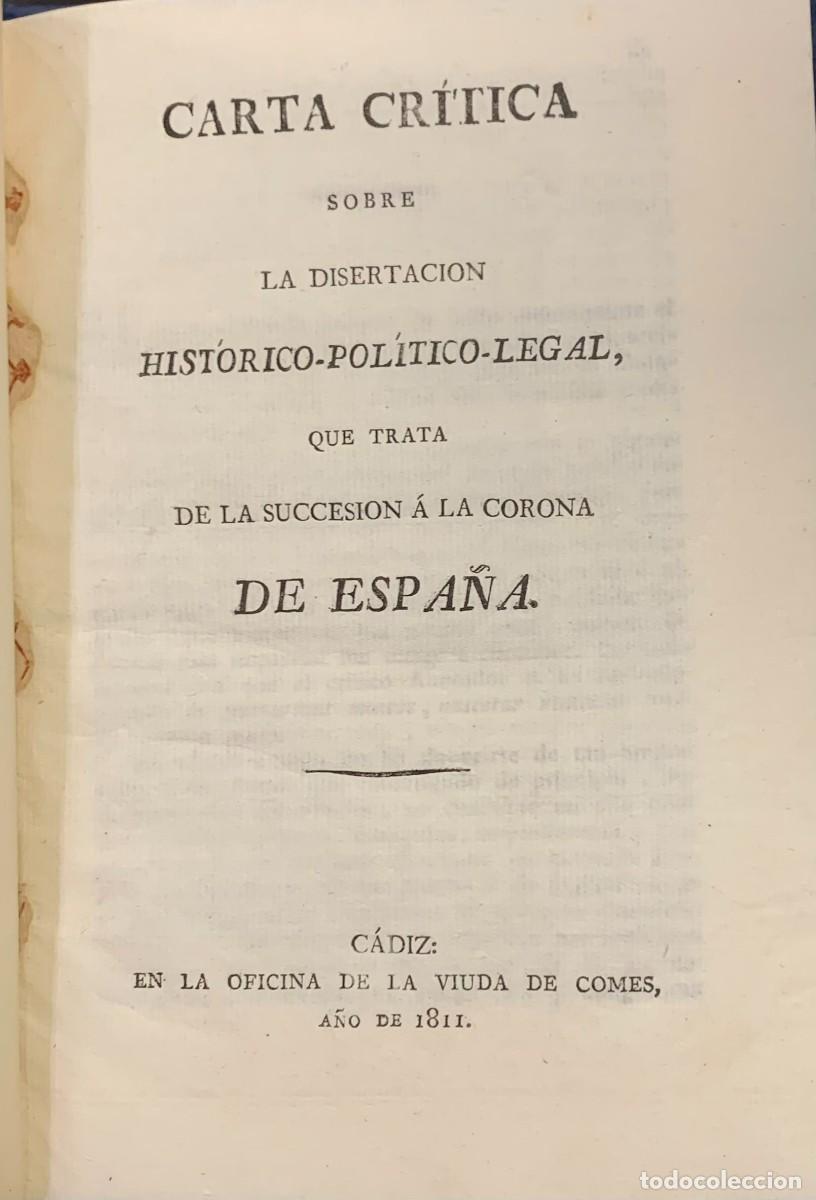 CARTA CRÍTICA
SOBRE
LA DISERTACION
HISTÓRICO-POLÍTICO-LEGAL,
QUE TRATA
DE LA SUCCESION Á LA CORONA
DE ESPAÑA.
CÁDIZ:
EN LA OFICINA DE LA VIUDA DE COMES,
AÑO DE 1811.
todocoleccion